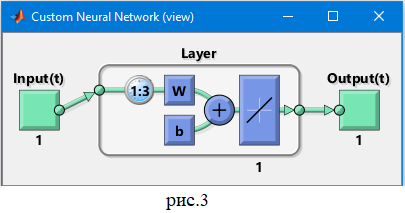 Custom Neural Network (view)
Layer
Input(t)
Output(t)
1:3
W
b
+
1
1
1
рис.3